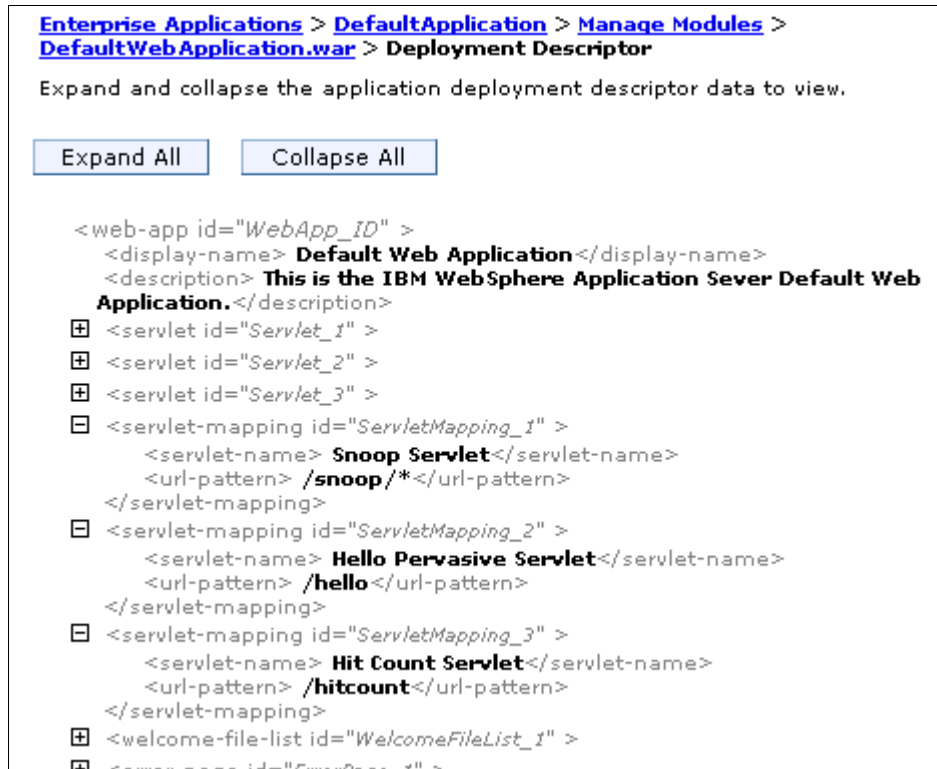 Enterprise Applications > DefaultApplication > Manage Modules >
DefaultWebApplication.war > Deployment Descriptor
Expand and collapse the application deployment descriptor data to view.
Expand All Collapse All
<web-app id="WebApp_ID" >
<display-name> Default Web Application</display-name>
<description> This is the IBM WebSphere Application Sever Default Web
Application.</description>
<servlet id="Servlet_1" >
<servlet id="Servlet_2" >
<servlet id="Servlet_3" >
<servlet-mapping id="ServletMapping_1" >
<servlet-name> Snoop Servlet</servlet-name>
<url-pattern> /snoop/*</url-pattern>
</servlet-mapping>
<servlet-mapping id="ServletMapping_2" >
<servlet-name> Hello Pervasive Servlet</servlet-name>
<url-pattern> /hello</url-pattern>
</servlet-mapping>
<servlet-mapping id="ServletMapping_3" >
<servlet-name> Hit Count Servlet</servlet-name>
<url-pattern> /hitcount</url-pattern>
</servlet-mapping>
<welcome-file-list id="WelcomeFileList_1" >